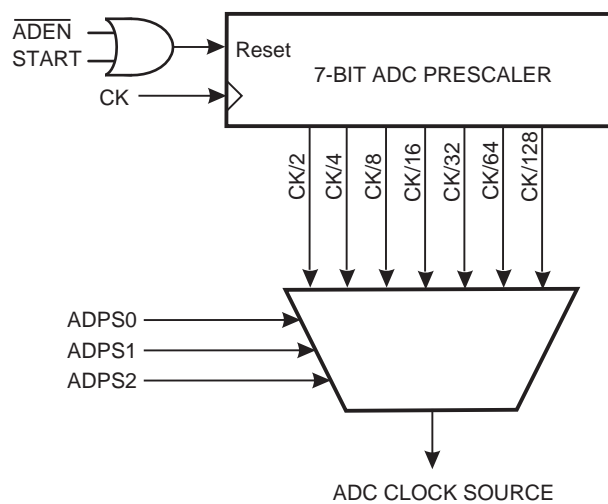 ADEN
START
Reset
7-BIT ADC PRESCALER
CK
CK/2
CK/4
CK/8
CK/16
CK/32
CK/64
CK/128
ADPS0
ADPS1
ADPS2
ADC CLOCK SOURCE